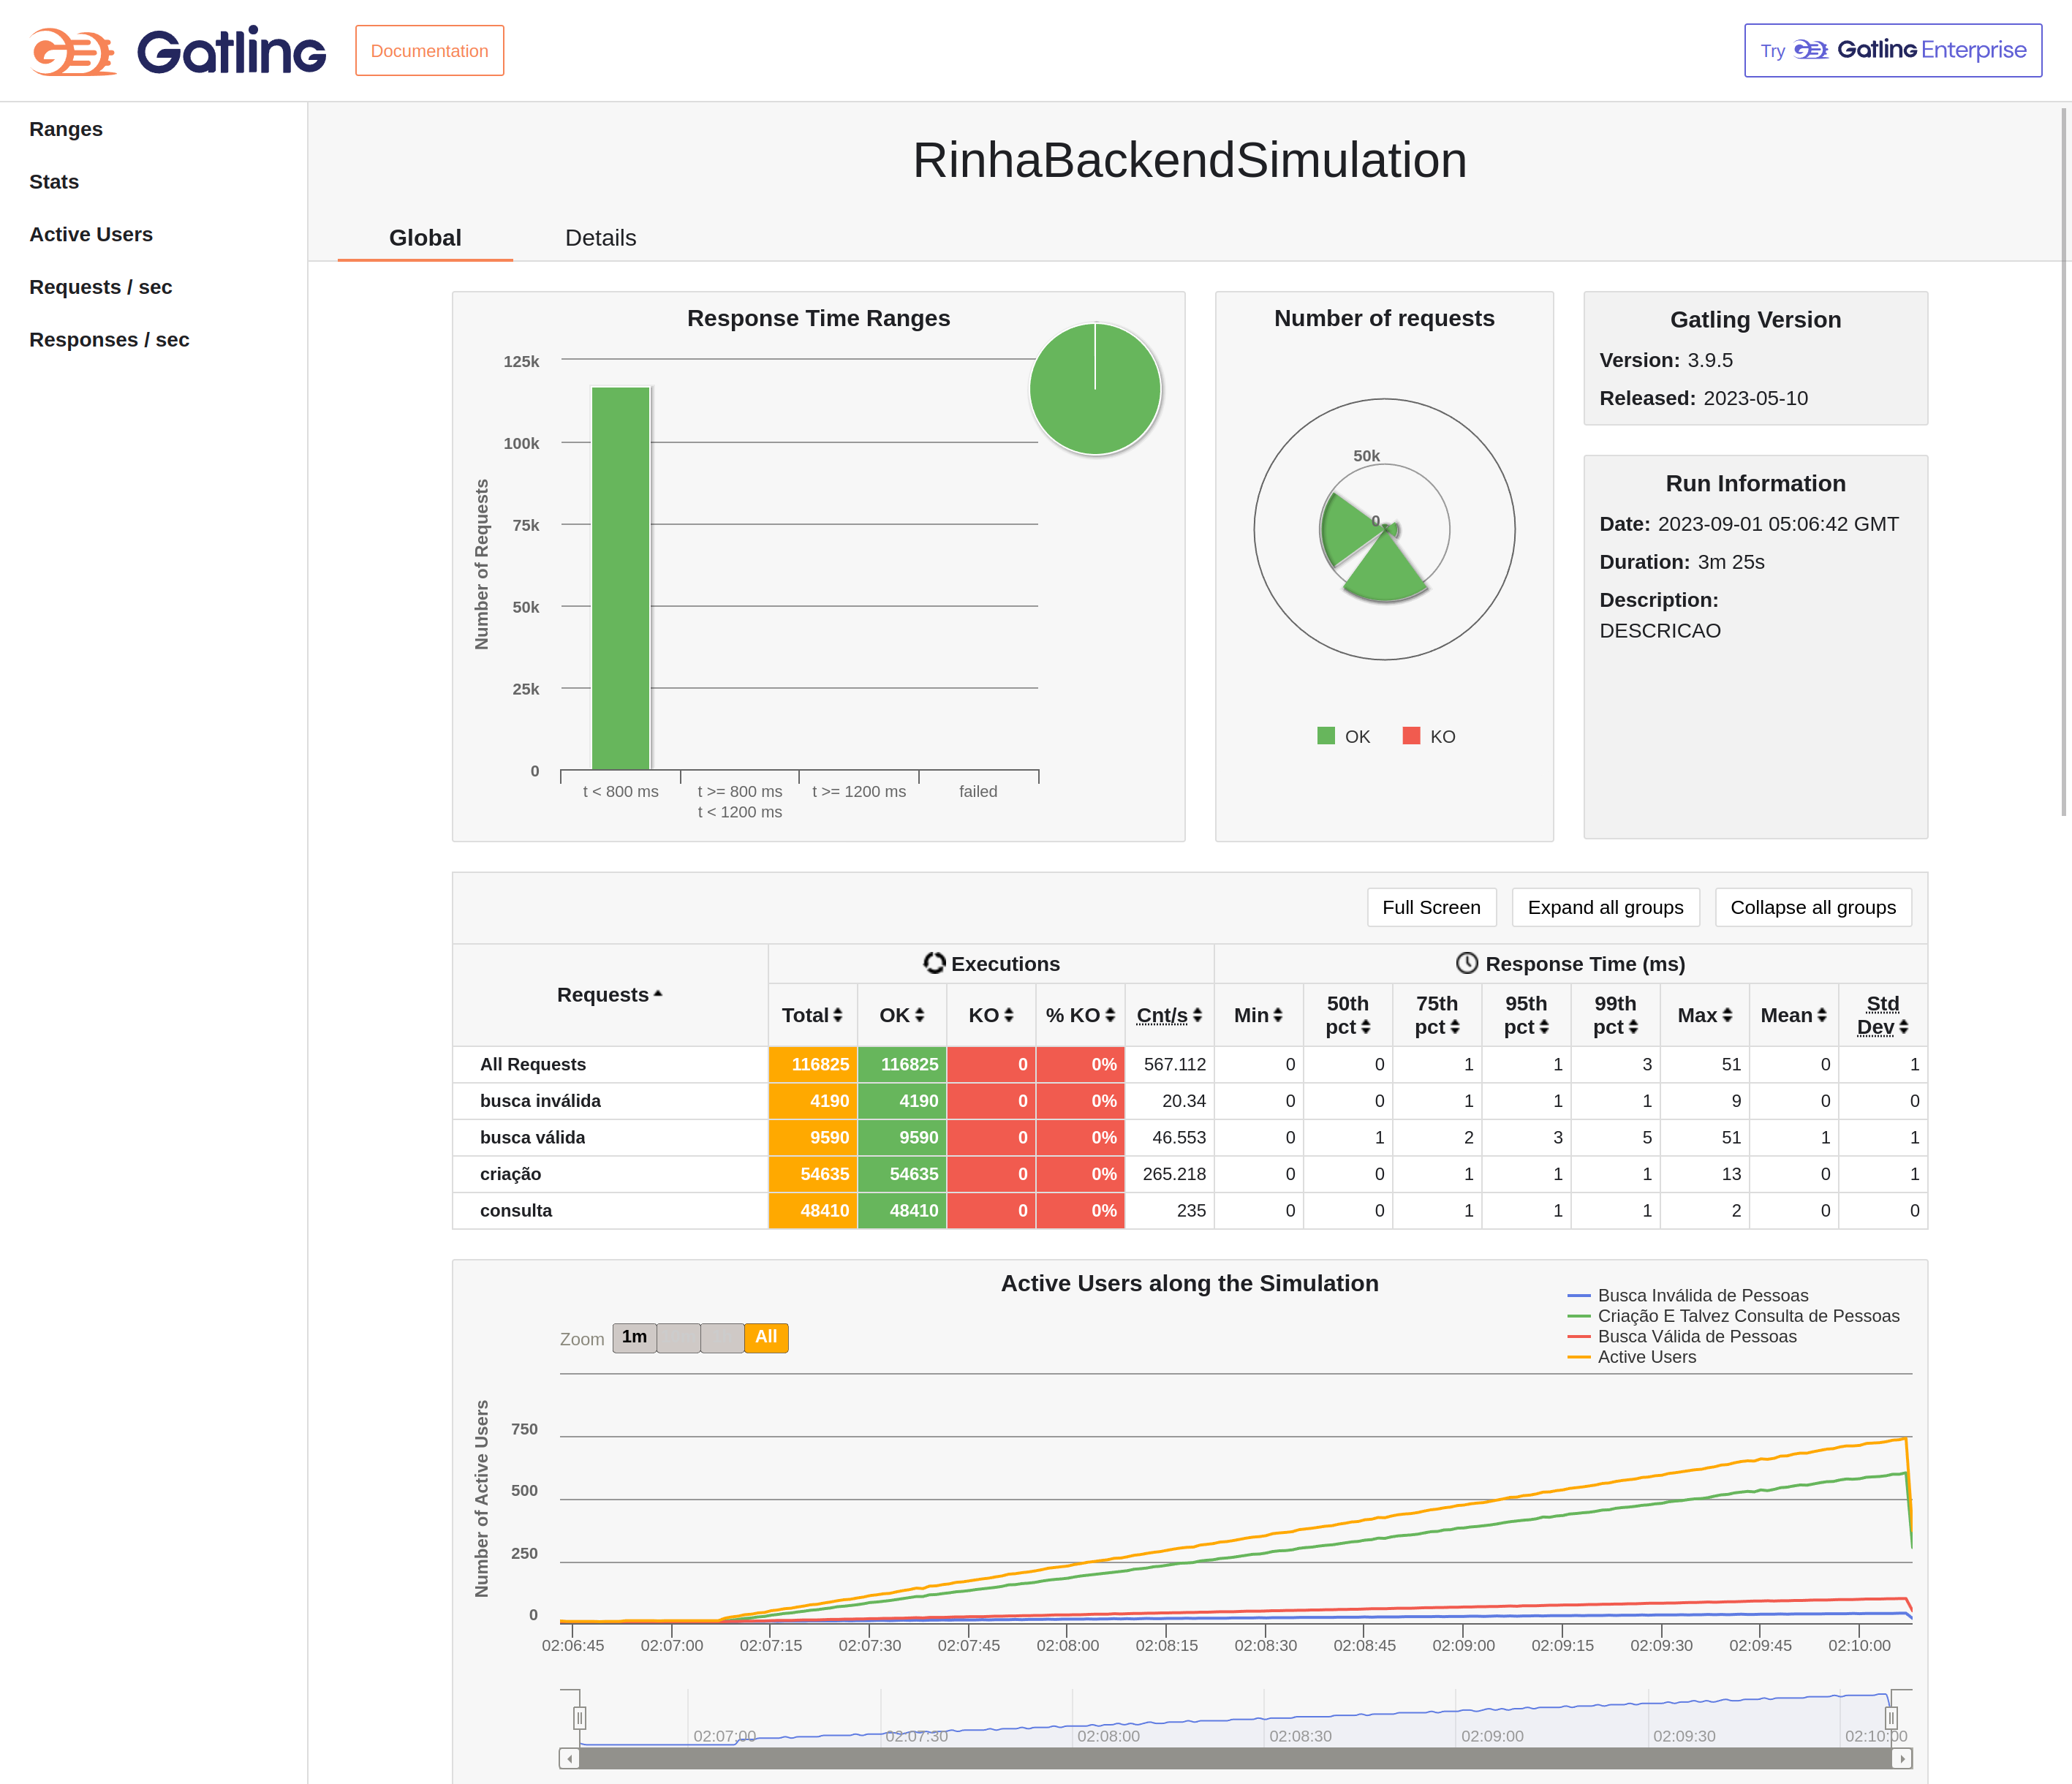 Gatling
Documentation
Try Gatling Enterprise
Ranges
Stats
Active Users
Requests / sec
Responses / sec
RinhaBackendSimulation
Global Details
Response Time Ranges
Number of Requests
125k
100k
75k
50k
25k
0
t < 800 ms
t >= 800 ms
t < 1200 ms
t >= 1200 ms
failed
Number of requests
50k
0
OK KO
Gatling Version
Version: 3.9.5
Released: 2023-05-10
Run Information
Date: 2023-09-01 05:06:42 GMT
Duration: 3m 25s
Description:
DESCRICAO
Full Screen Expand all groups Collapse all groups
Requests Executions Response Time (ms)
Total OK KO % KO Cnt/s Min 50th pct 75th pct 95th pct 99th pct Max Mean Std Dev
All Requests 116825 116825 0 0% 567.112 0 0 1 1 3 51 0 1
busca inválida 4190 4190 0 0% 20.34 0 0 1 1 1 9 0 0
busca válida 9590 9590 0 0% 46.553 0 1 2 3 5 51 1 1
criação 54635 54635 0 0% 265.218 0 0 1 1 1 13 0 1
consulta 48410 48410 0 0% 235 0 0 1 1 1 2 0 0
Active Users along the Simulation
Busca Inválida de Pessoas
Criação E Talvez Consulta de Pessoas
Busca Válida de Pessoas
Active Users
Zoom 1m All
Number of Active Users
750
500
250
0
02:06:45 02:07:00 02:07:15 02:07:30 02:07:45 02:08:00 02:08:15 02:08:30 02:08:45 02:09:00 02:09:15 02:09:30 02:09:45 02:10:00
02:07:00 02:07:30 02:08:00 02:08:30 02:09:00 02:09:30 02:10:00